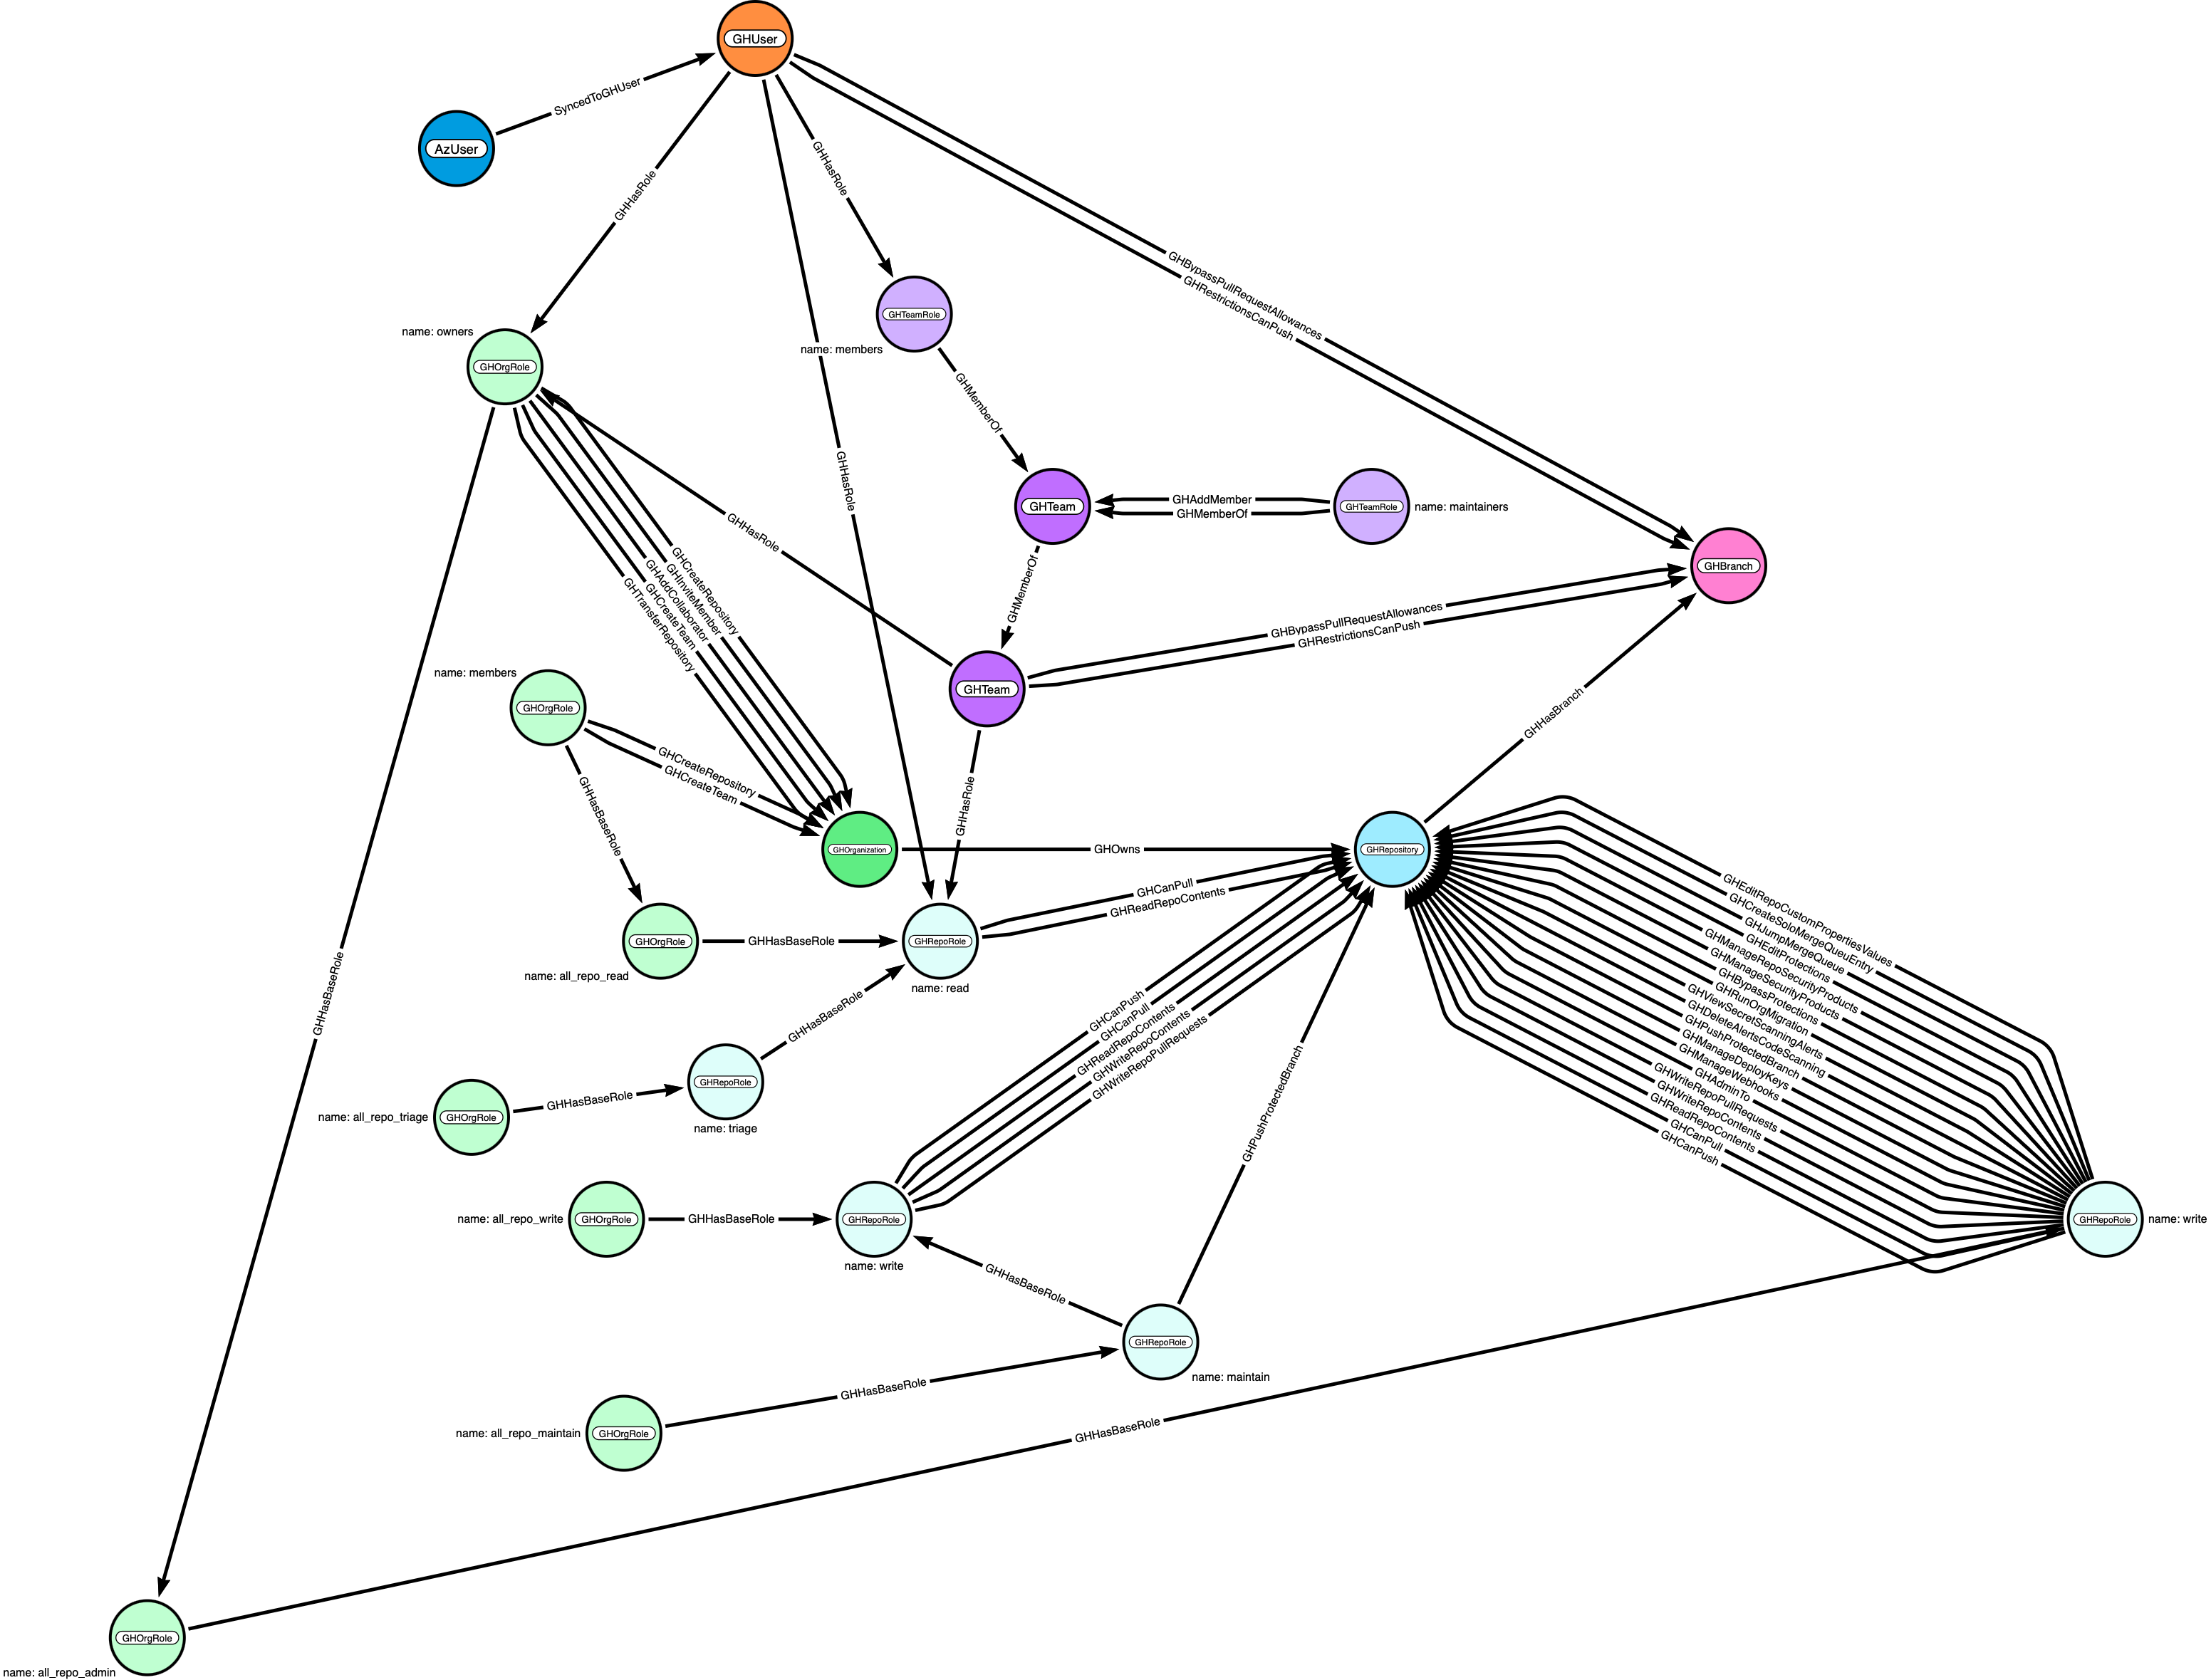 GHUser
SyncedToGHUser
AzUser
GHHasRole
GHHasRole
GHBypassPullRequestAllowances
GHRestrictionsCanPush
name: owners
GHOrgRole
GHTeamRole
name: members
GHMemberOf
GHHasRole
GHTeam
GHAddMember
GHMemberOf
GHTeamRole
name: maintainers
GHHasRole
GHMemberOf
GHBranch
GHCreateRepository
GHInviteMember
GHAddCollaborator
GHCreateTeam
GHTransferRepository
GHBypassPullRequestAllowances
GHRestrictionsCanPush
GHTeam
name: members
GHOrgRole
GHHasBranch
GHCreateRepository
GHCreateTeam
GHHasBaseRole
GHHasRole
GHOrganization
GHOwns
GHRepository
GHCanPull
GHReadRepoContents
GHOrgRole
name: all_repo_read
GHHasBaseRole
GHRepoRole
name: read
GHEditRepoCustomPropertiesValues
GHCreateSoloMergeQueuEntry
GHJumpMergeQueue
GHEditProtections
GHManageRepoSecurityProducts
GHManageSecurityProducts
GHBypassProtections
GHRunOrgMigration
GHViewSecretScanningAlerts
GHDeleteAlertsCodeScanning
GHPushProtectedBranch
GHManageDeployKeys
GHManageWebhooks
GHAdminTo
GHWriteRepoPullRequests
GHWriteRepoContents
GHReadRepoContents
GHCanPull
GHCanPush
GHHasBaseRole
GHHasBaseRole
GHCanPush
GHCanPull
GHReadRepoContents
GHWriteRepoContents
GHWriteRepoPullRequests
GHPushProtectedBranch
GHRepoRole
name: triage
name: all_repo_triage
GHOrgRole
GHHasBaseRole
name: all_repo_write
GHOrgRole
GHHasBaseRole
GHRepoRole
name: write
GHRepoRole
name: write
GHHasBaseRole
GHRepoRole
name: maintain
GHHasBaseRole
name: all_repo_maintain
GHOrgRole
GHHasBaseRole
GHOrgRole
name: all_repo_admin